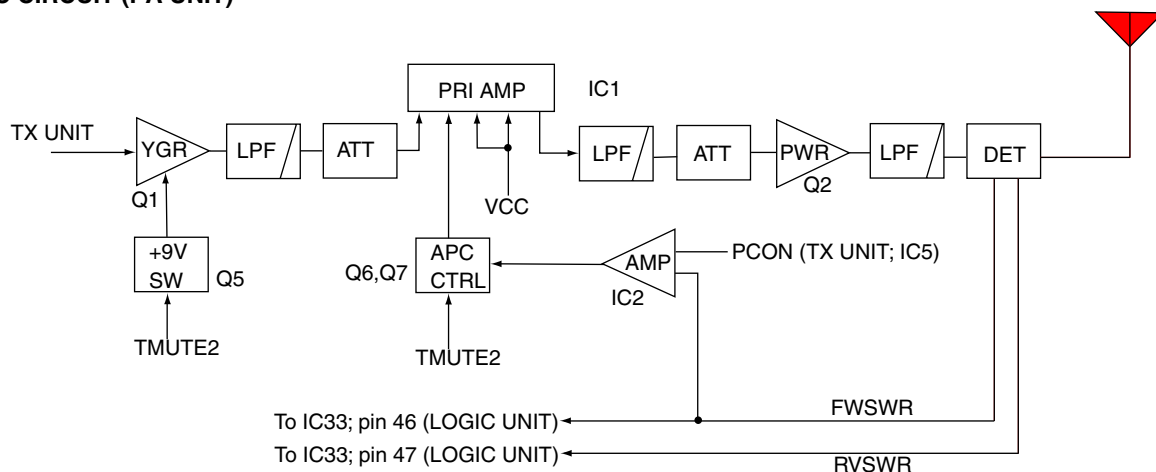 CIRCUIT (PA UNIT)
PRI AMP
IC1
TX UNIT
YGR
LPF
ATT
LPF
ATT
PWR
LPF
DET
Q1
Q2
VCC
+9V
SW
Q5
APC
CTRL
Q6,Q7
AMP
IC2
PCON (TX UNIT; IC5)
TMUTE2
TMUTE2
To IC33; pin 46 (LOGIC UNIT)
FWSWR
To IC33; pin 47 (LOGIC UNIT)
RVSWR